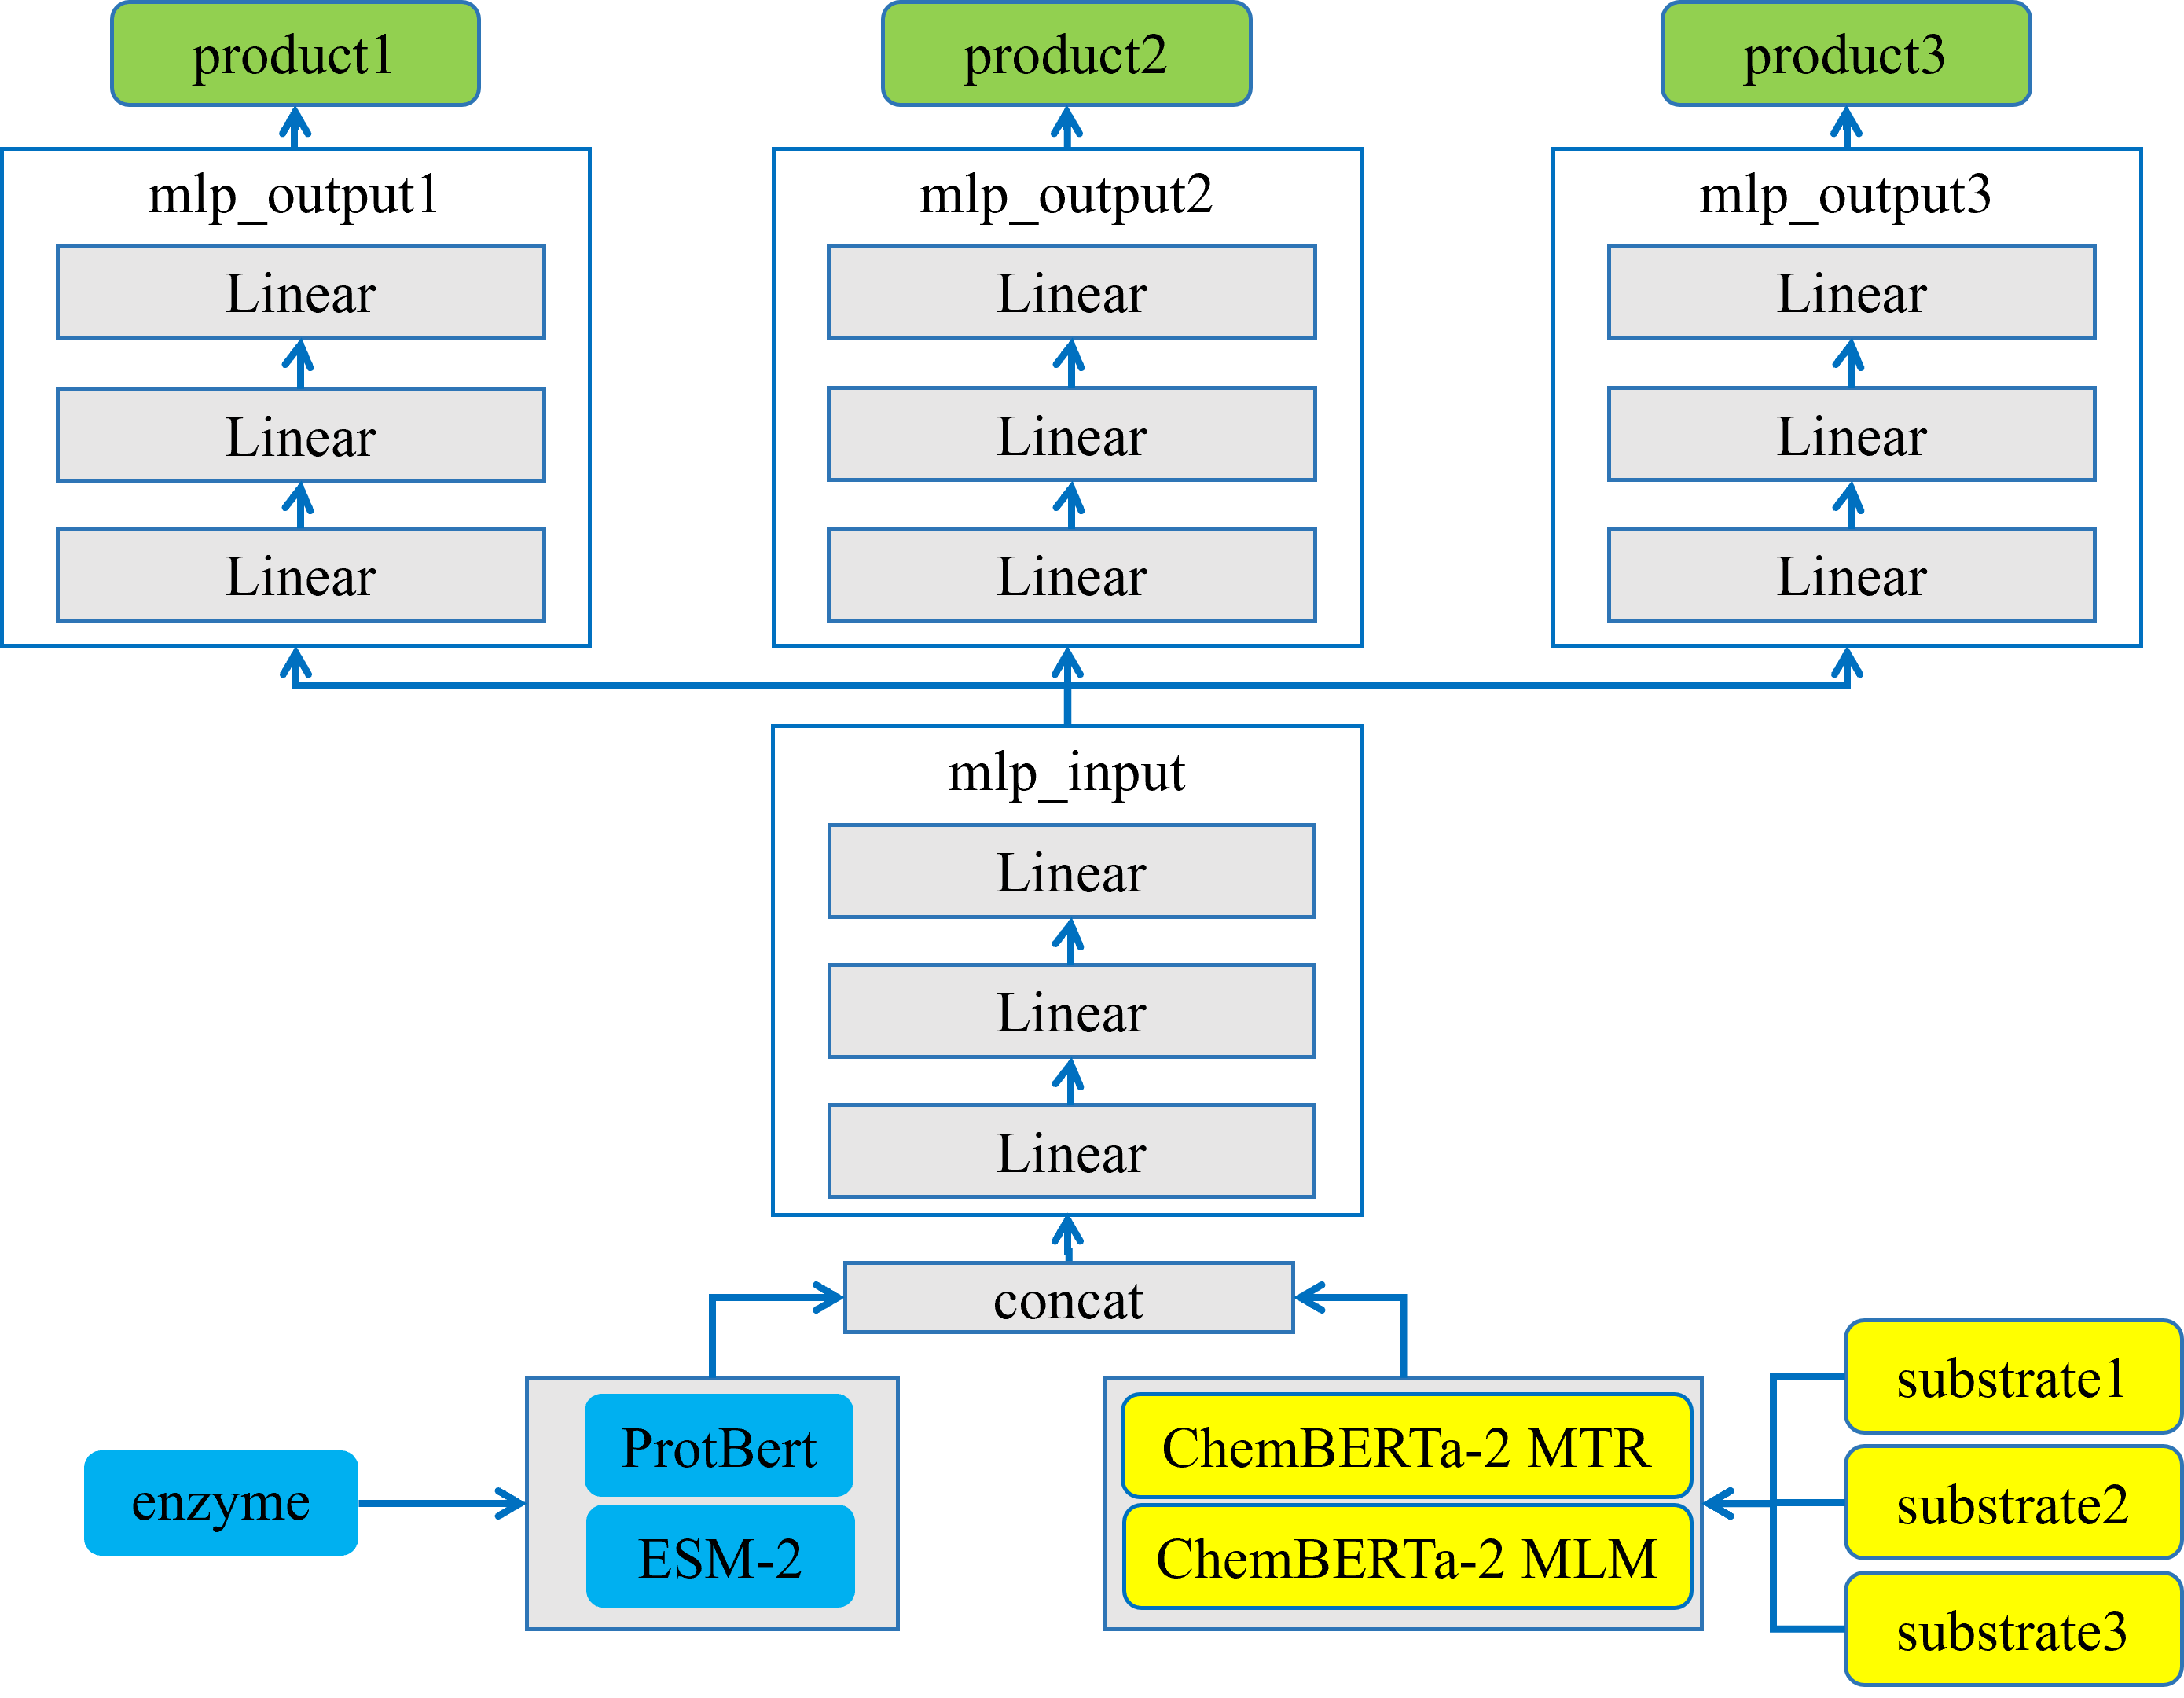 product1
product2
product3
mlp_output1
Linear
Linear
Linear
mlp_output2
Linear
Linear
Linear
mlp_output3
Linear
Linear
Linear
mlp_input
Linear
Linear
Linear
concat
enzyme
ProtBert
ESM-2
ChemBERTa-2 MTR
ChemBERTa-2 MLM
substrate1
substrate2
substrate3